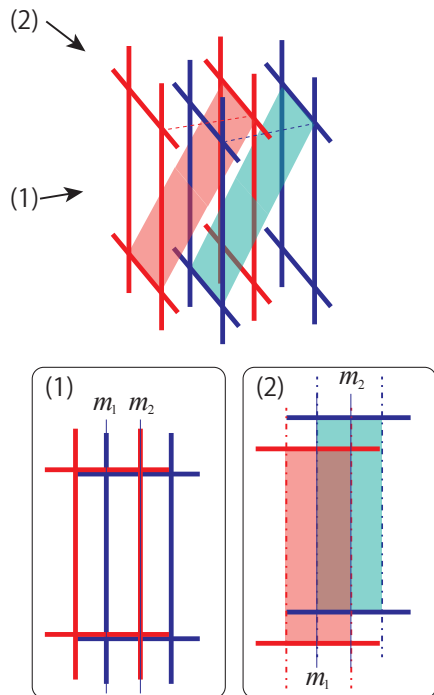 (2)
(1)
(1)
m₁ m₂
(2)
m₂
m₁